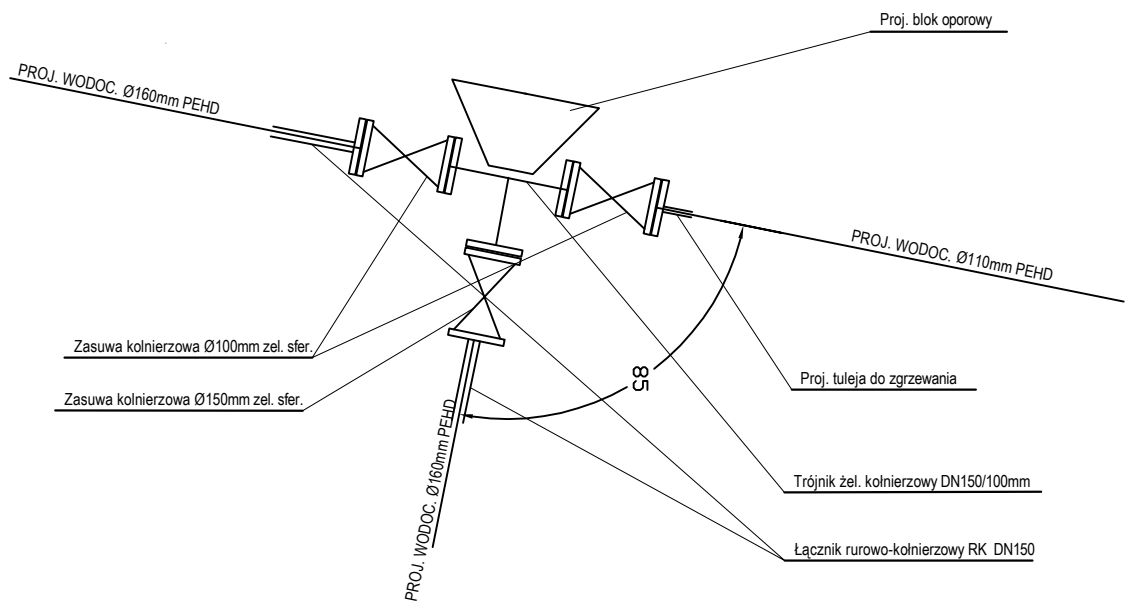 Proj. blok oporowy
PROJ. WODOC. Ø160mm PEHD
PROJ. WODOC. Ø110mm PEHD
Zasuwa kolnierzowa Ø100mm zel. sfer.
85
Proj. tuleja do zgrzewania
Zasuwa kolnierzowa Ø150mm zel. sfer.
PROJ. WODOC. Ø160mm PEHD
Trójnik żel. kołnierzowy DN150/100mm
Łącznik rurowo-kołnierzowy RK DN150